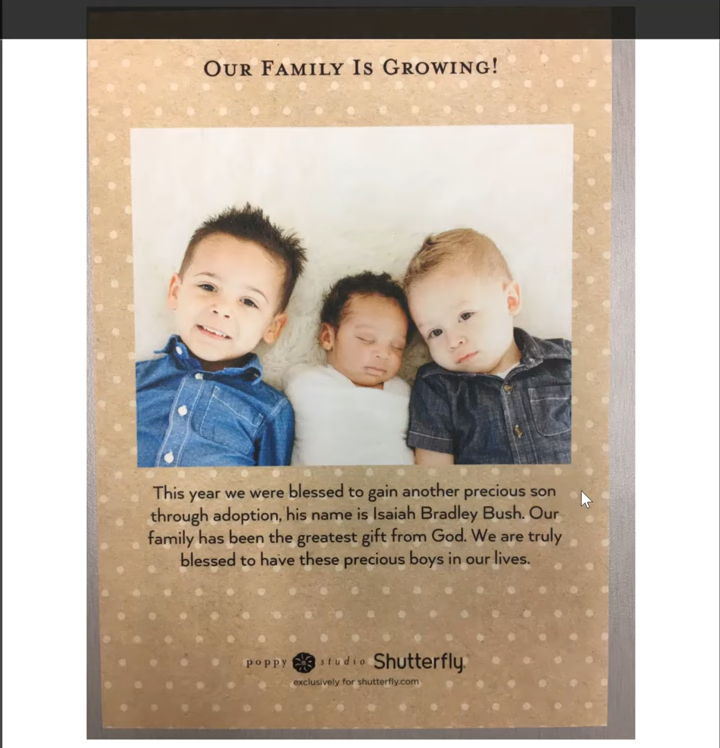 OUR FAMILY IS GROWING!
This year we were blessed to gain another precious son
through adoption, his name is Isaiah Bradley Bush. Our
family has been the greatest gift from God. We are truly
blessed to have these precious boys in our lives.
poppy studio Shutterfly.
exclusively for shutterfly.com